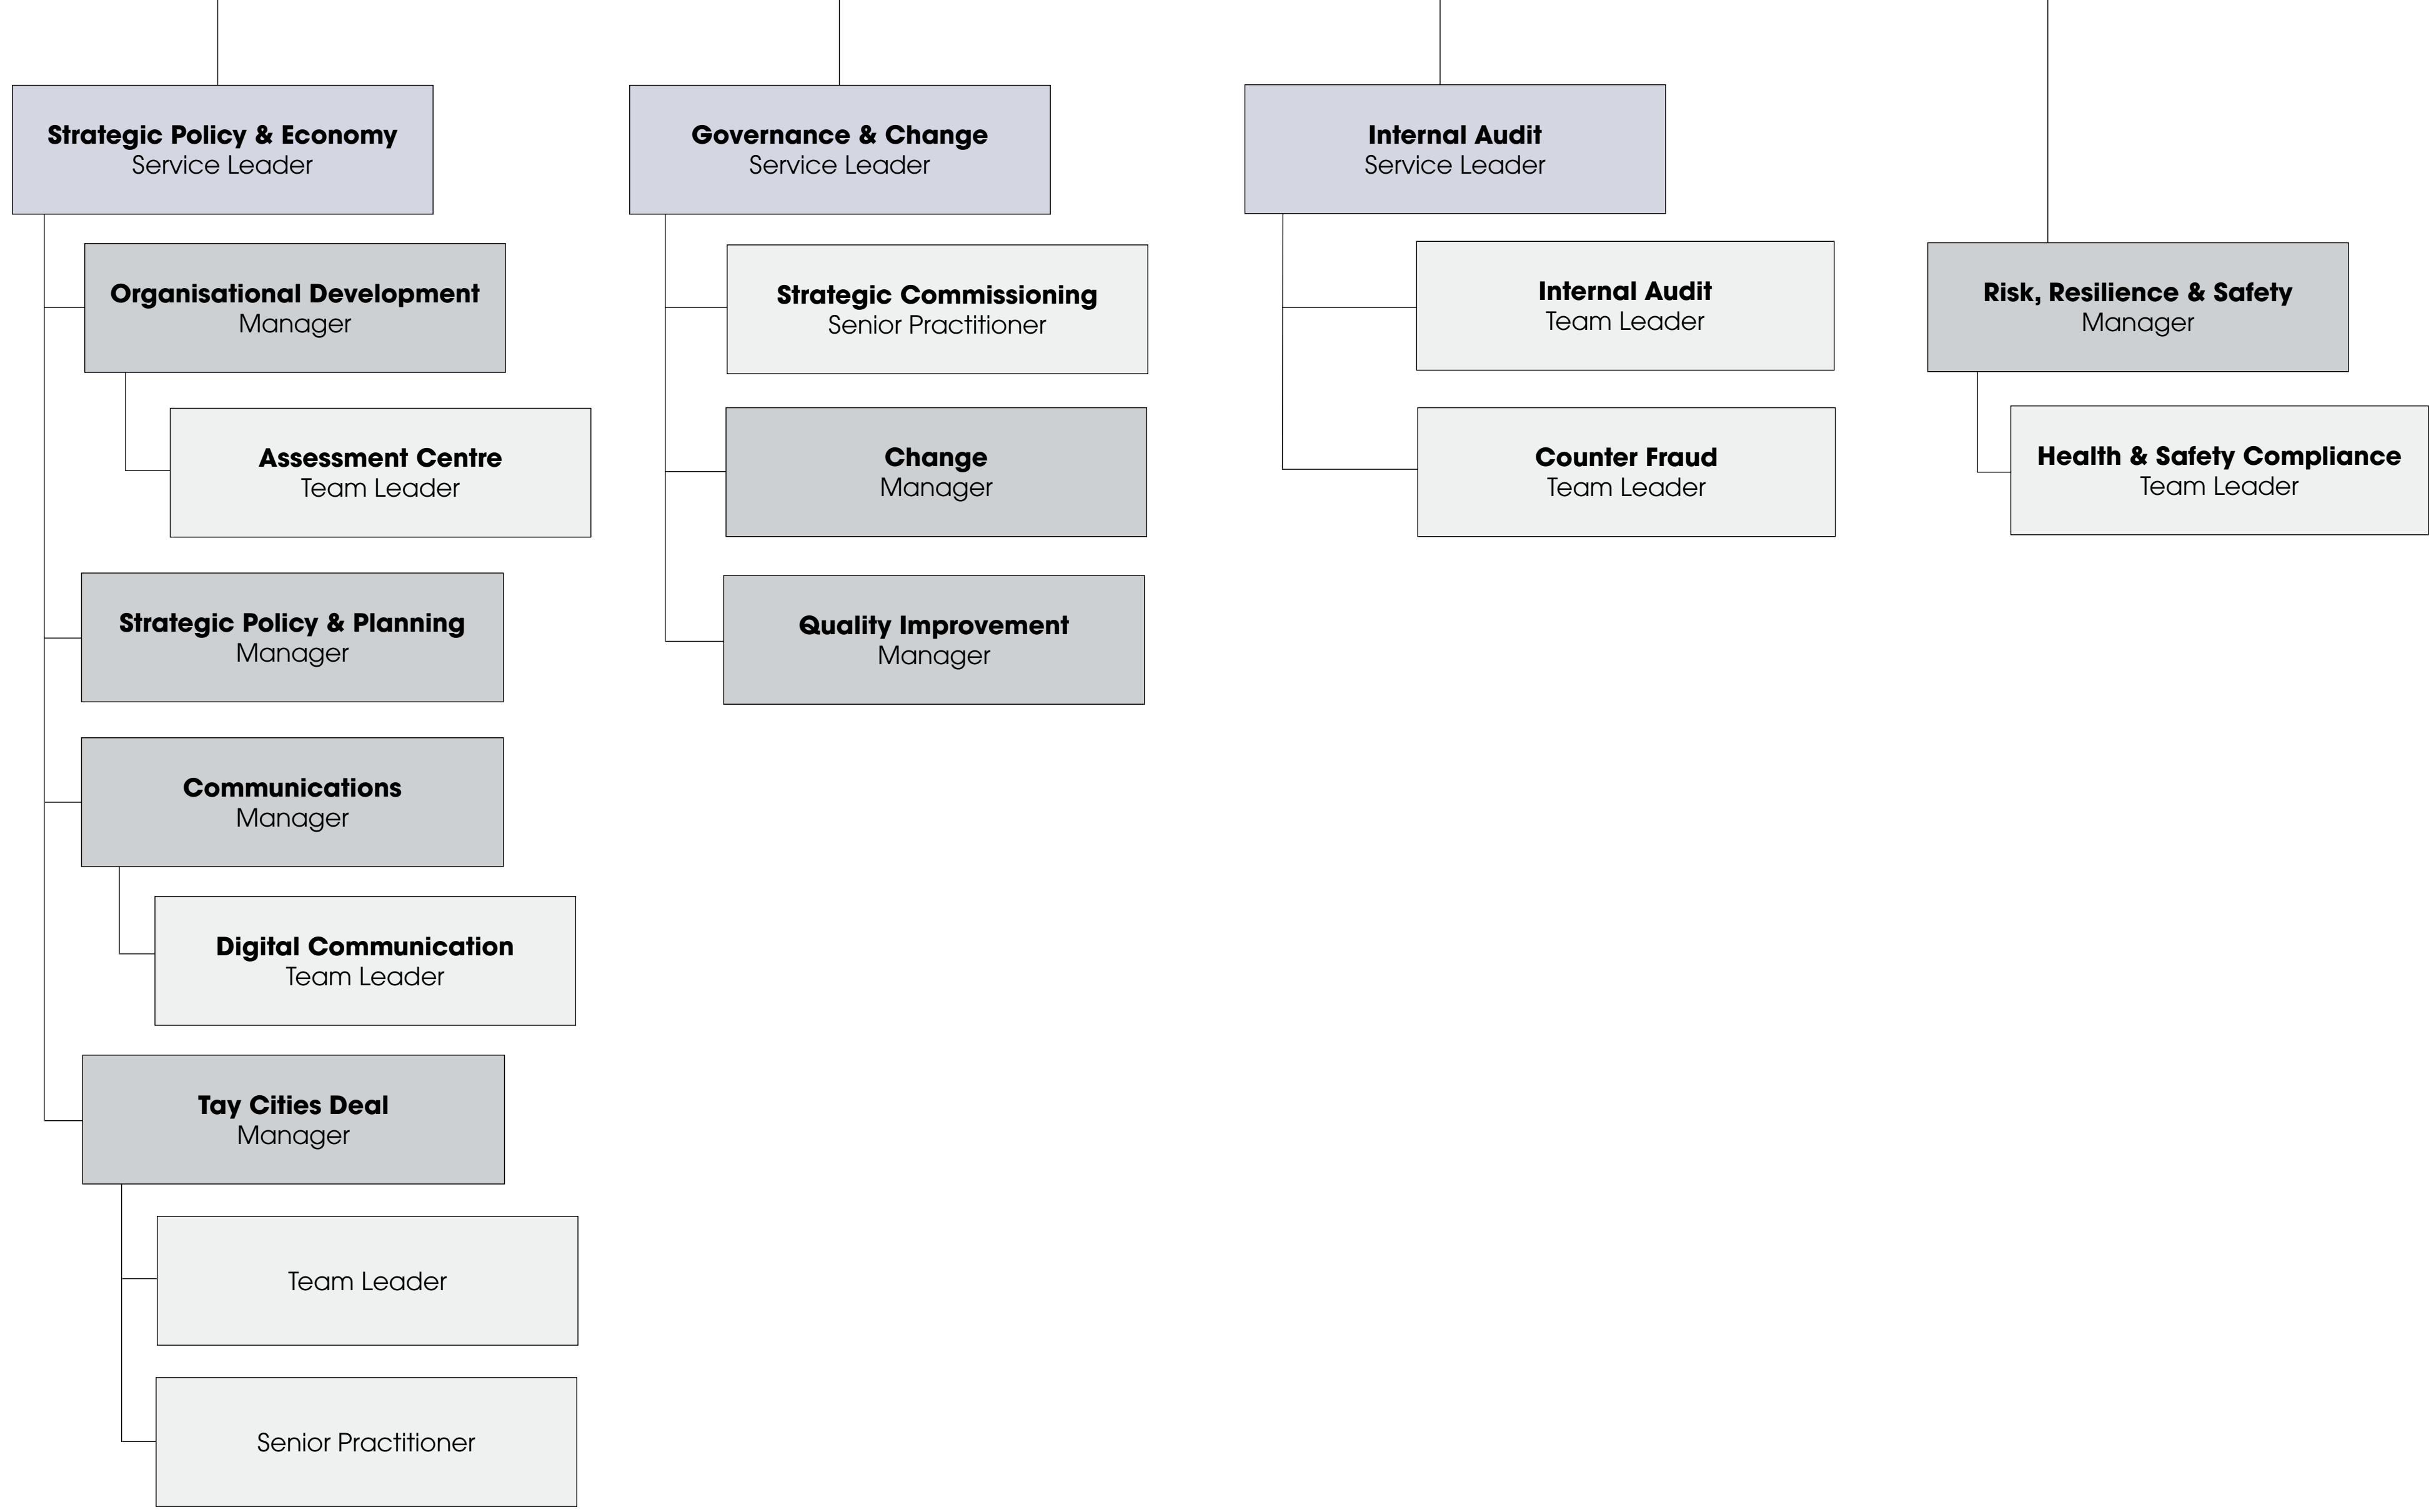 Strategic Policy & Economy
Service Leader
Organisational Development
Manager
Assessment Centre
Team Leader
Strategic Policy & Planning
Manager
Communications
Manager
Digital Communication
Team Leader
Tay Cities Deal
Manager
Team Leader
Senior Practitioner
Governance & Change
Service Leader
Strategic Commissioning
Senior Practitioner
Change
Manager
Quality Improvement
Manager
Internal Audit
Service Leader
Internal Audit
Team Leader
Counter Fraud
Team Leader
Risk, Resilience & Safety
Manager
Health & Safety Compliance
Team Leader